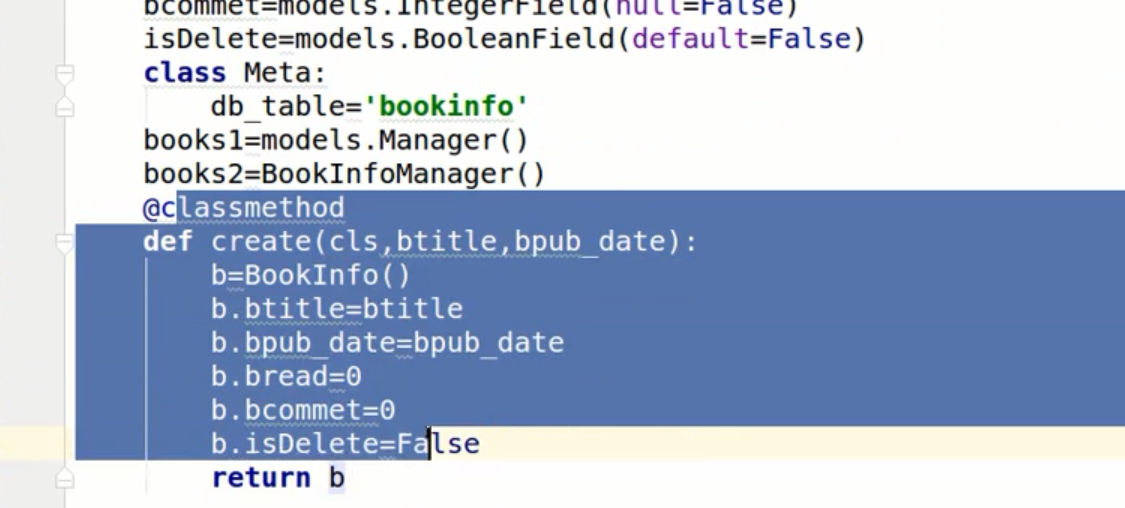 bcommet=models.IntegerField(null=False)
isDelete=models.BooleanField(default=False)
class Meta:
    db_table='bookinfo'
books1=models.Manager()
books2=BookInfoManager()
@classmethod
def create(cls,btitle,bpub_date):
    b=BookInfo()
    b.btitle=btitle
    b.bpub_date=bpub_date
    b.bread=0
    b.bcommet=0
    b.isDelete=False
    return b